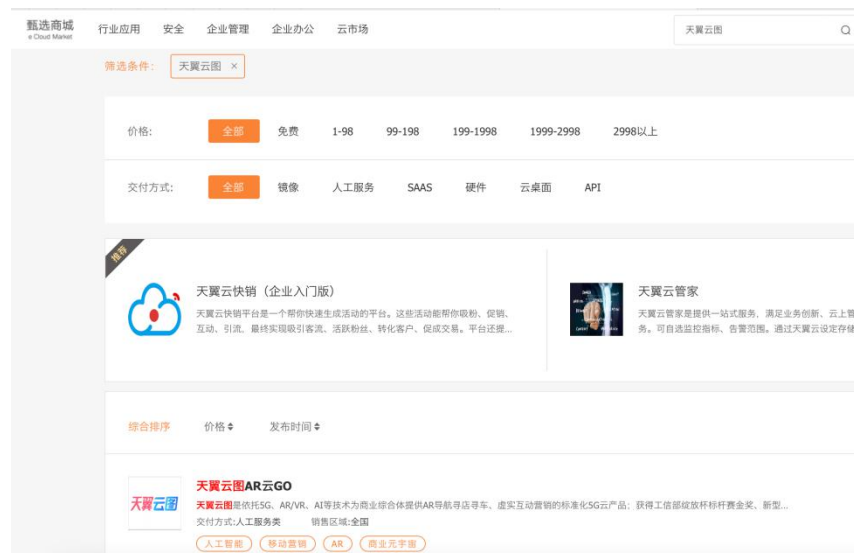 甄选商城 行业应用 安全 企业管理 企业办公 云市场 天翼云图
e Cloud Market
筛选条件: 天翼云图 ×
价格: 全部 免费 1-98 99-198 199-1998 1999-2998 2998以上
交付方式: 全部 镜像 人工服务 SAAS 硬件 云桌面 API
推荐
天翼云快销（企业入门版） 天翼云管家
天翼云快销平台是一个帮你快速生成活动的平台。这些活动能帮你吸粉、促销、 天翼云管家是提供一站式服务，满足业务创新、云上管
互动、引流，最终实现吸引客流、活跃粉丝、转化客户、促成交易。平台还提... 务。可自选监控指标、告警范围。通过天翼云设定存储
综合排序 价格 发布时间
天翼云图AR云GO
天翼云图 天翼云图是依托5G、AR/VR、AI等技术为商业综合体提供AR导航寻店寻车、虚实互动营销的标准化5G云产品；获得工信部绽放杯标杆赛金奖、新型...
交付方式:人工服务类 销售区域:全国
人工智能 移动营销 AR 商业元宇宙